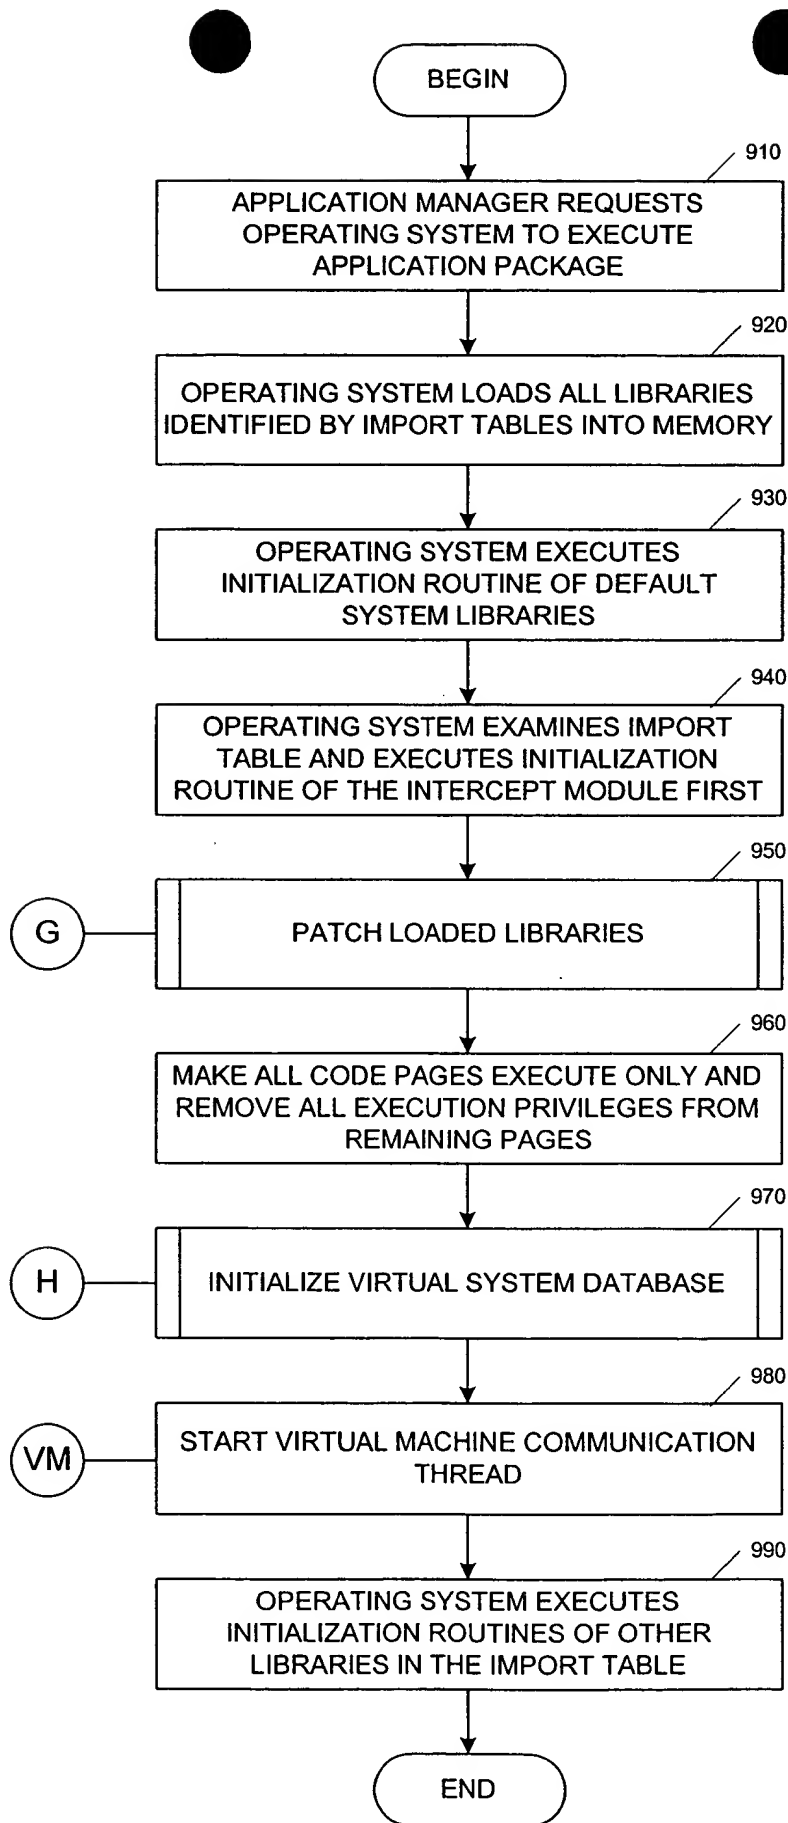 BEGIN
910
APPLICATION MANAGER REQUESTS
OPERATING SYSTEM TO EXECUTE
APPLICATION PACKAGE
920
OPERATING SYSTEM LOADS ALL LIBRARIES
IDENTIFIED BY IMPORT TABLES INTO MEMORY
930
OPERATING SYSTEM EXECUTES
INITIALIZATION ROUTINE OF DEFAULT
SYSTEM LIBRARIES
940
OPERATING SYSTEM EXAMINES IMPORT
TABLE AND EXECUTES INITIALIZATION
ROUTINE OF THE INTERCEPT MODULE FIRST
950
G
PATCH LOADED LIBRARIES
960
MAKE ALL CODE PAGES EXECUTE ONLY AND
REMOVE ALL EXECUTION PRIVILEGES FROM
REMAINING PAGES
970
H
INITIALIZE VIRTUAL SYSTEM DATABASE
980
VM
START VIRTUAL MACHINE COMMUNICATION
THREAD
990
OPERATING SYSTEM EXECUTES
INITIALIZATION ROUTINES OF OTHER
LIBRARIES IN THE IMPORT TABLE
END